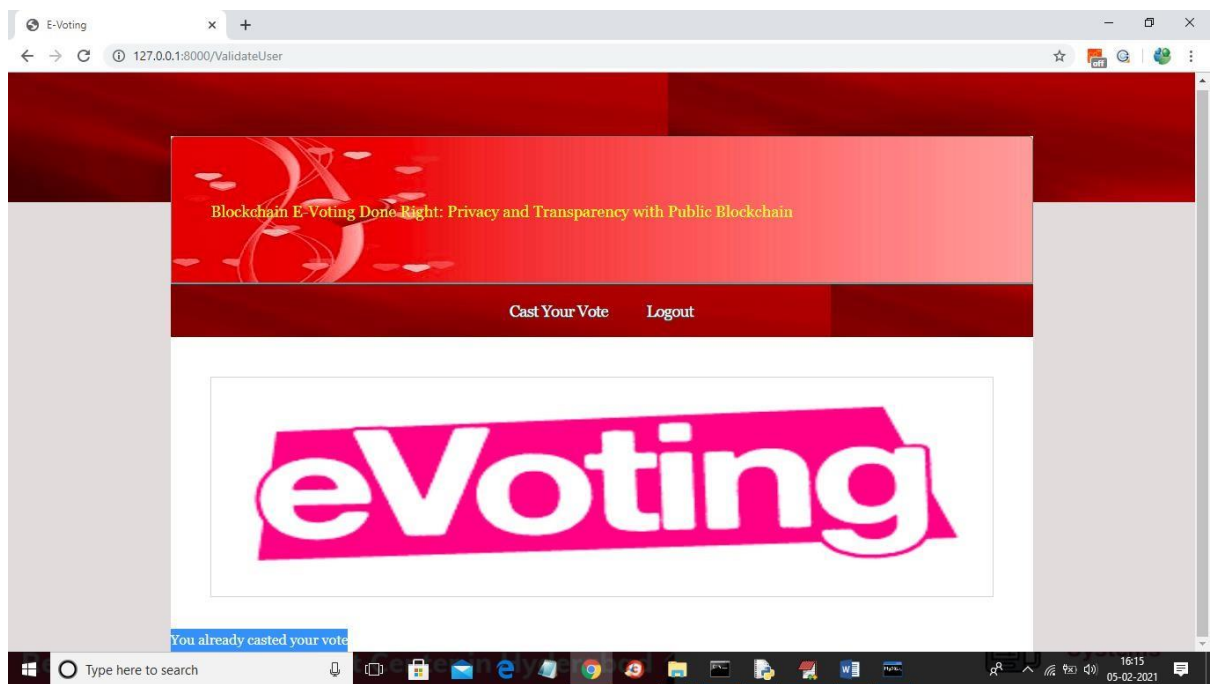 E-Voting
127.0.0.1:8000/ValidateUser
off
Blockchain E-Voting Done Right: Privacy and Transparency with Public Blockchain
Cast Your Vote Logout
eVoting
You already casted your vote
Type here to search
16:15
05-02-2021